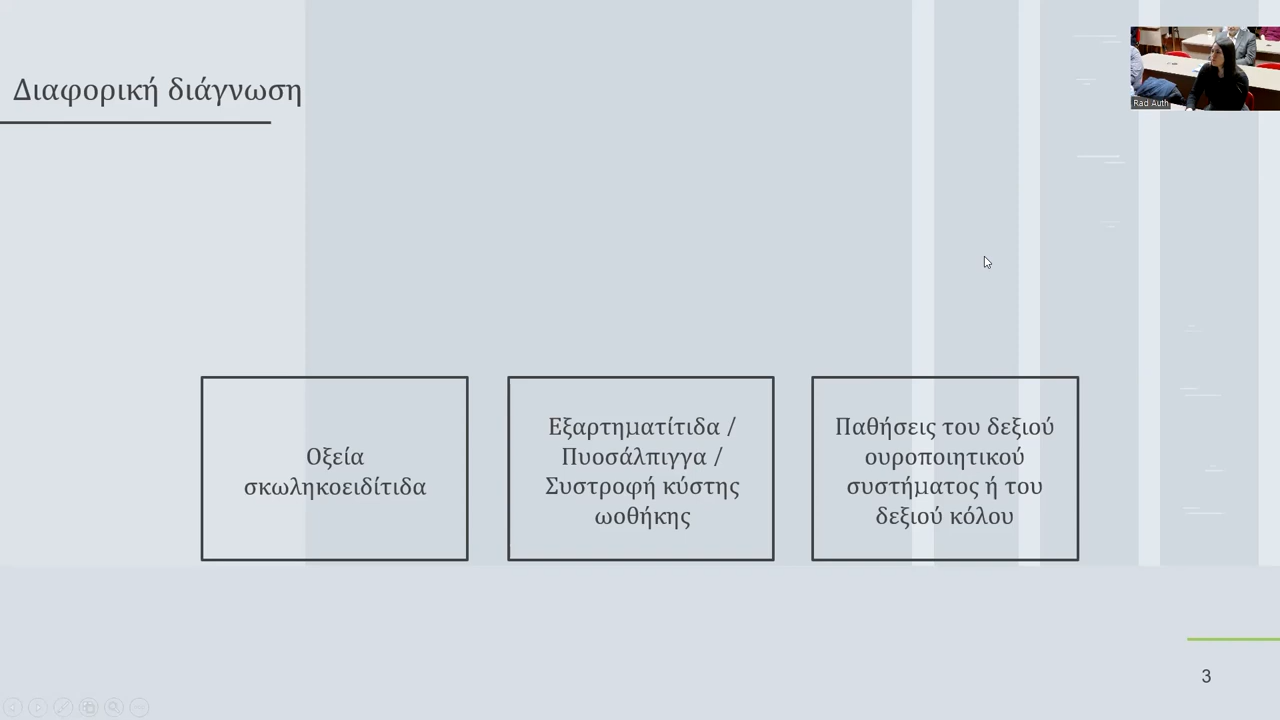 Διαφορική διάγνωση
Rad Auth
Οξεία
σκωληκοειδίτιδα
Εξαρτηματίτιδα /
Πυοσάλπιγγα /
Συστροφή κύστης
ωοθήκης
Παθήσεις του δεξιού
ουροποιητικού
συστήματος ή του
δεξιού κόλου
3